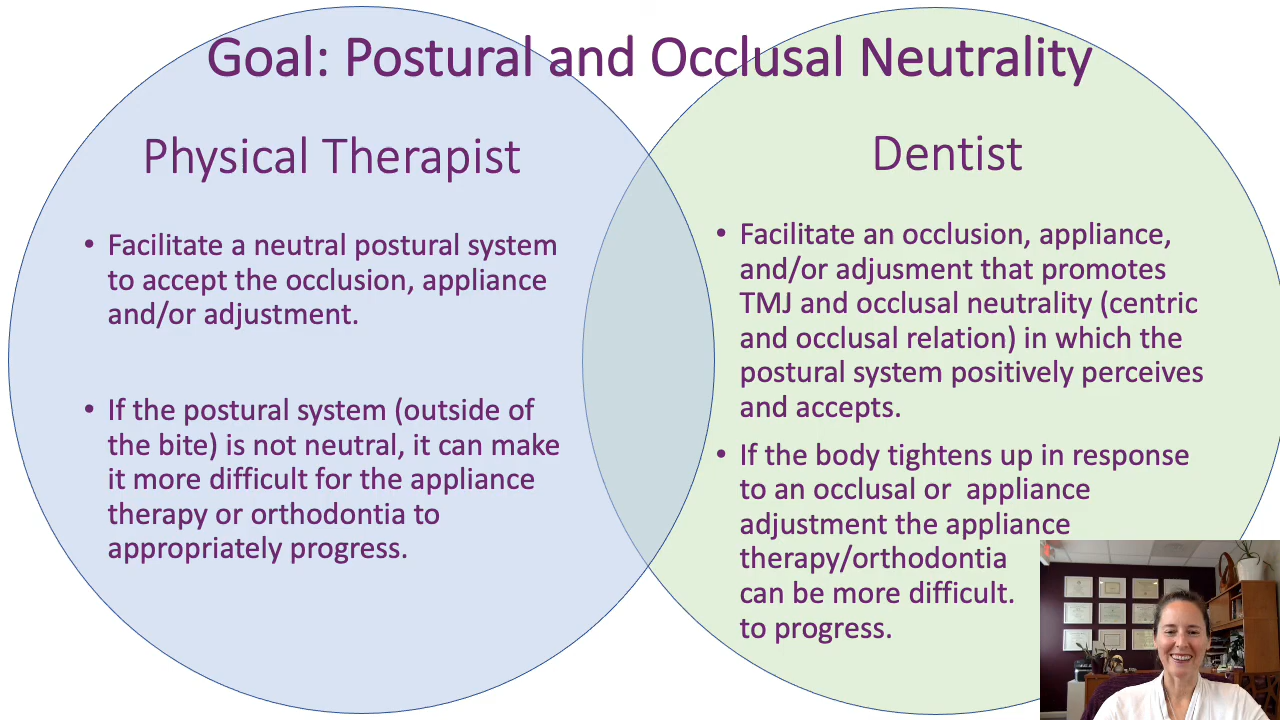 Goal: Postural and Occlusal Neutrality
Physical Therapist
• Facilitate a neutral postural system
to accept the occlusion, appliance
and/or adjustment.
• If the postural system (outside of
the bite) is not neutral, it can make
it more difficult for the appliance
therapy or orthodontia to
appropriately progress.
Dentist
• Facilitate an occlusion, appliance,
and/or adjusment that promotes
TMJ and occlusal neutrality (centric
and occlusal relation) in which the
postural system positively perceives
and accepts.
• If the body tightens up in response
to an occlusal or  appliance
adjustment the appliance
therapy/orthodontia
can be more difficult.
to progress.